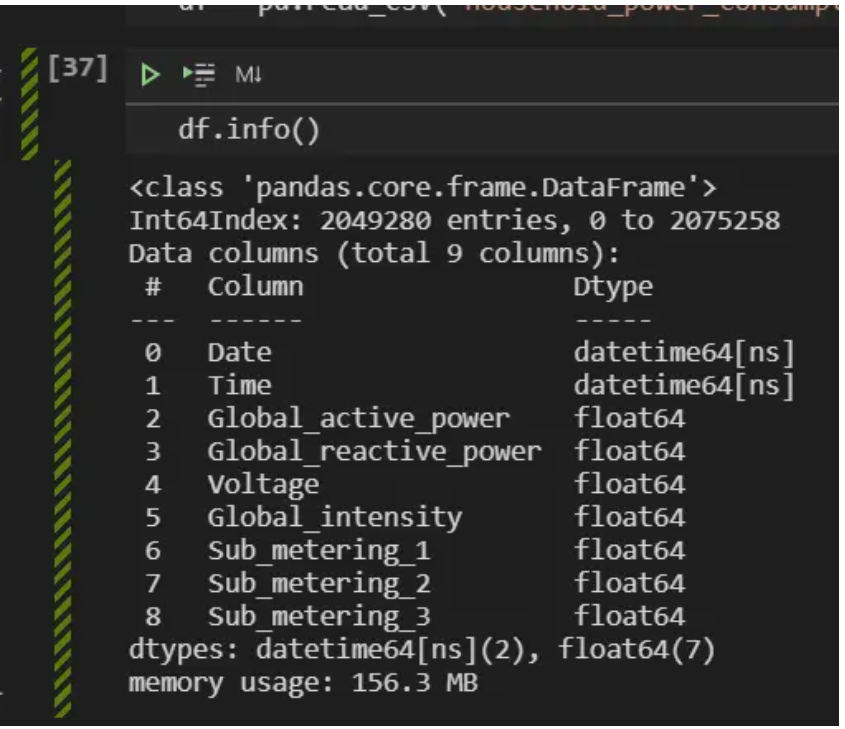 [37]
M↓
df.info()
<class 'pandas.core.frame.DataFrame'>
Int64Index: 2049280 entries, 0 to 2075258
Data columns (total 9 columns):
 #   Column                 Dtype
---  ------                 -----
 0   Date                   datetime64[ns]
 1   Time                   datetime64[ns]
 2   Global_active_power    float64
 3   Global_reactive_power  float64
 4   Voltage                float64
 5   Global_intensity       float64
 6   Sub_metering_1         float64
 7   Sub_metering_2         float64
 8   Sub_metering_3         float64
dtypes: datetime64[ns](2), float64(7)
memory usage: 156.3 MB